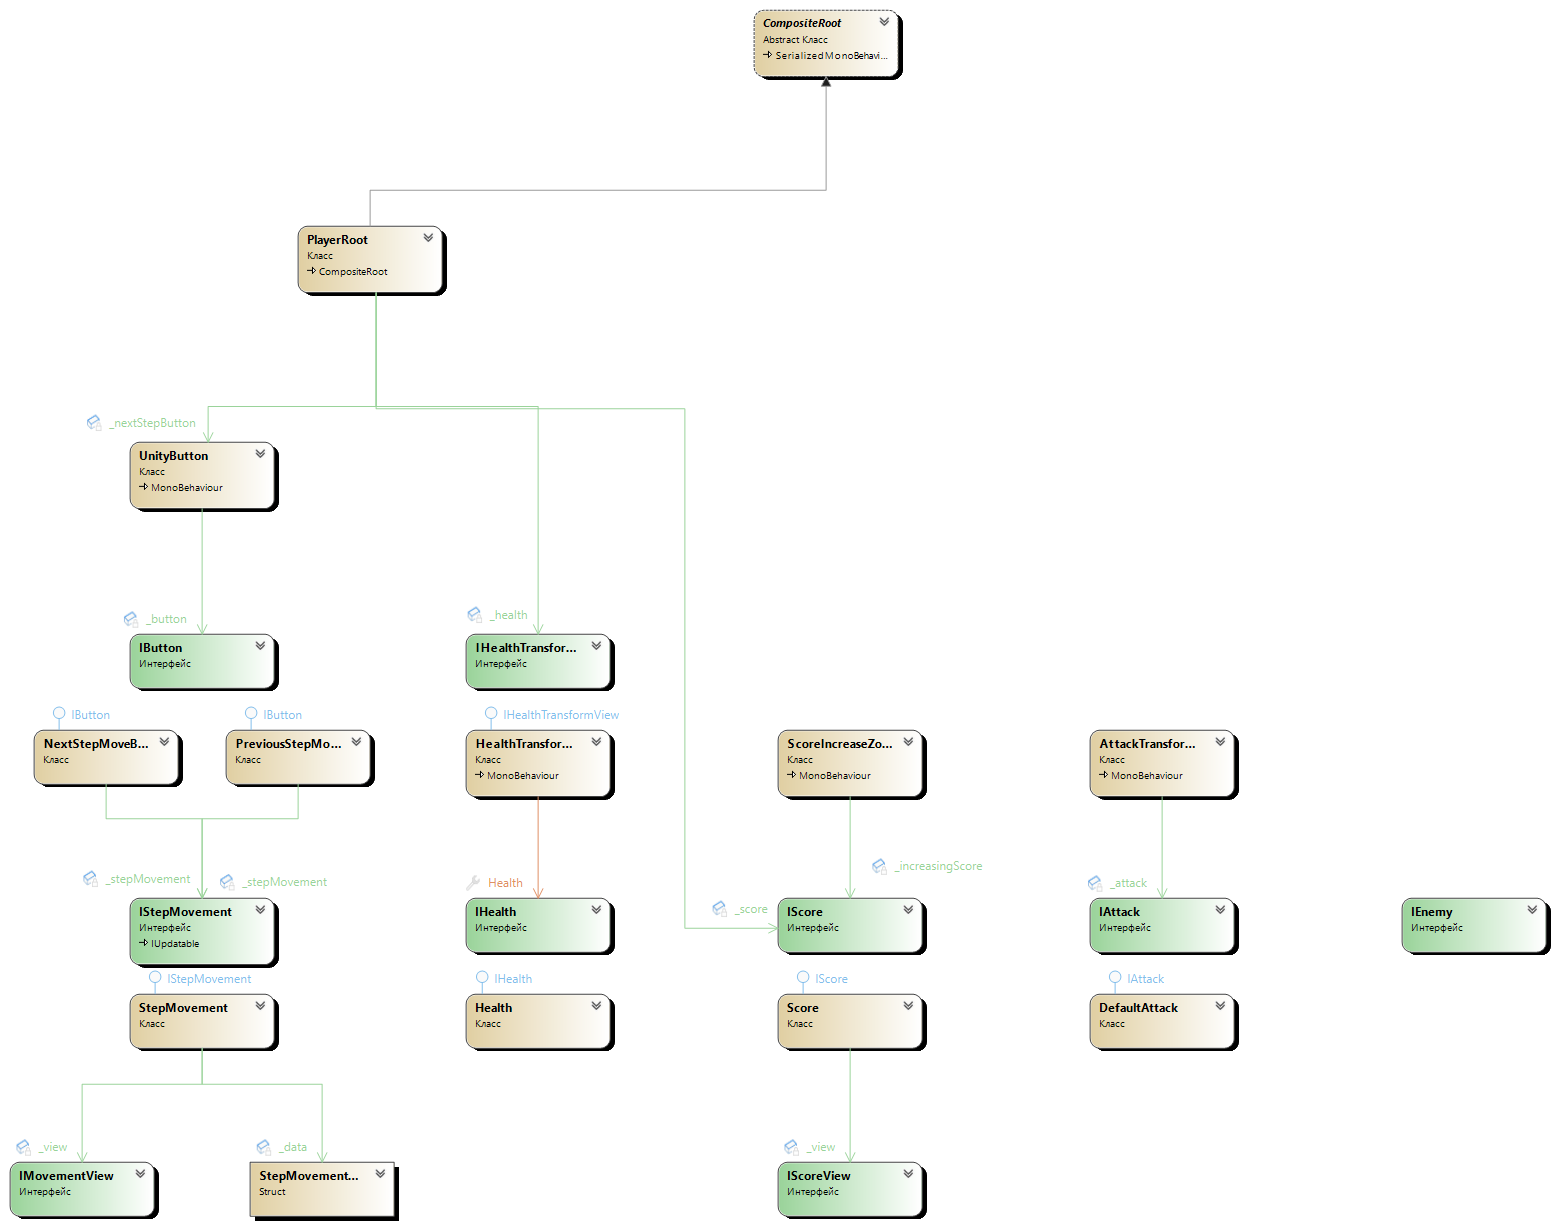 CompositeRoot
Abstract Класс
SerializedMonoBehavi...
PlayerRoot
Класс
CompositeRoot
_nextStepButton
UnityButton
Класс
MonoBehaviour
_button
_health
IButton
Интерфейс
IHealthTransfor...
Интерфейс
IButton
IButton
IHealthTransformView
NextStepMoveB...
Класс
PreviousStepMo...
Класс
HealthTransfor...
Класс
MonoBehaviour
ScoreIncreaseZo...
Класс
MonoBehaviour
AttackTransfor...
Класс
MonoBehaviour
_stepMovement
_stepMovement
Health
_score
_increasingScore
_attack
IStepMovement
Интерфейс
IUpdatable
IHealth
Интерфейс
IScore
Интерфейс
IAttack
Интерфейс
IEnemy
Интерфейс
IStepMovement
IHealth
IScore
IAttack
StepMovement
Класс
Health
Класс
Score
Класс
DefaultAttack
Класс
_view
_data
_view
IMovementView
Интерфейс
StepMovement...
Struct
IScoreView
Интерфейс